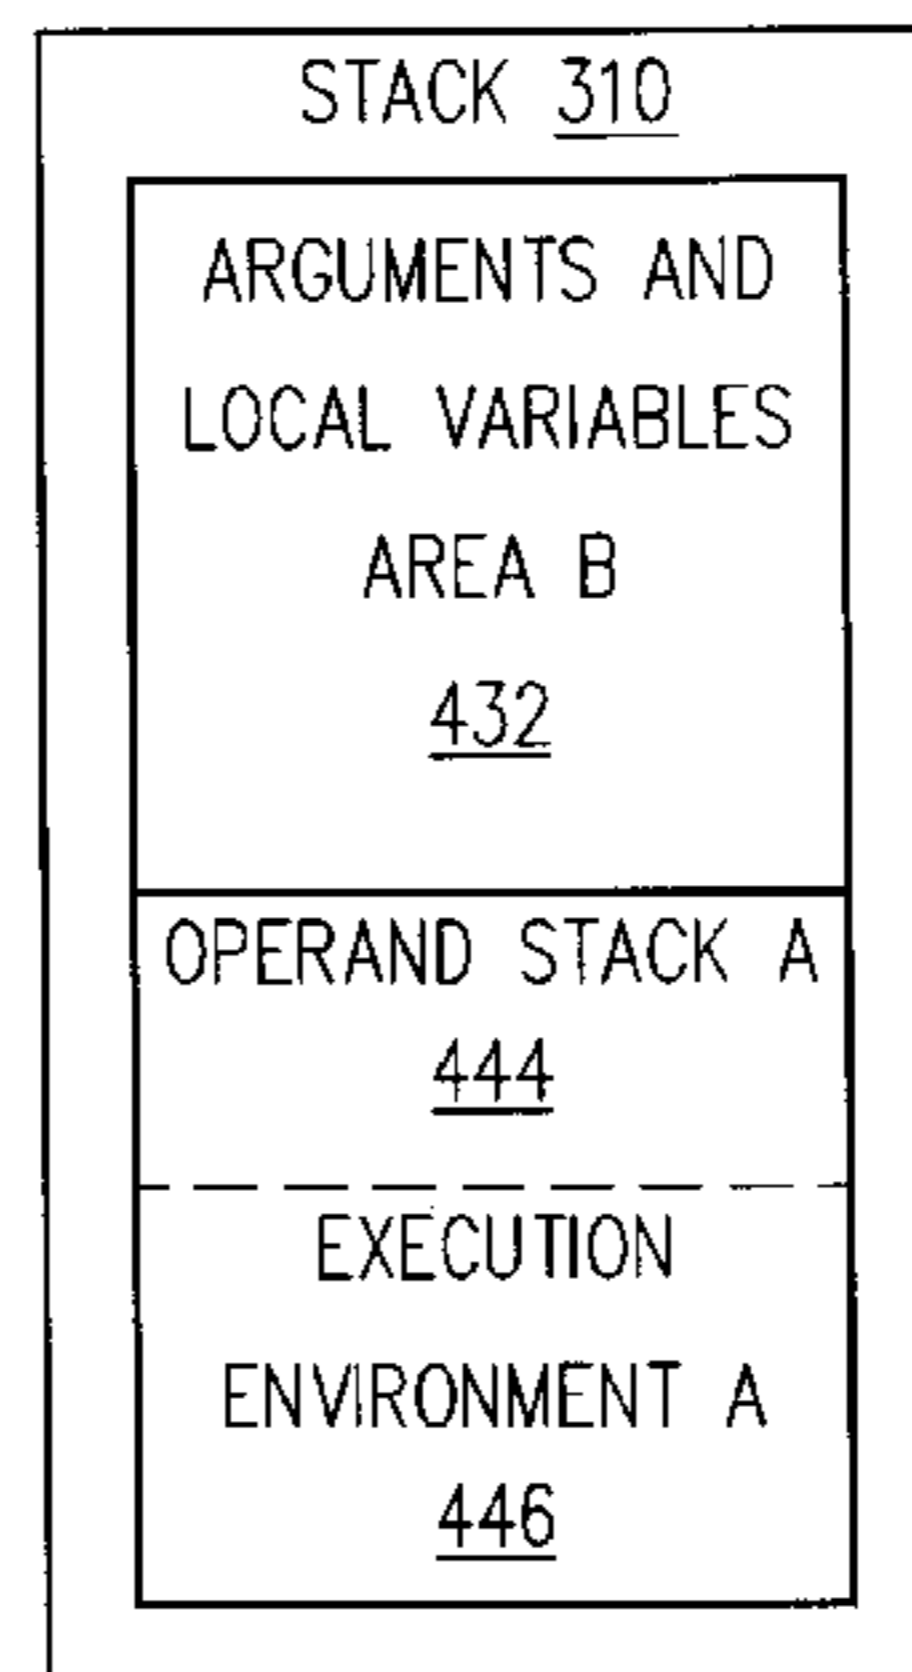 STACK 310
ARGUMENTS AND
LOCAL VARIABLES
AREA B
432
OPERAND STACK A
444
EXECUTION
ENVIRONMENT A
446